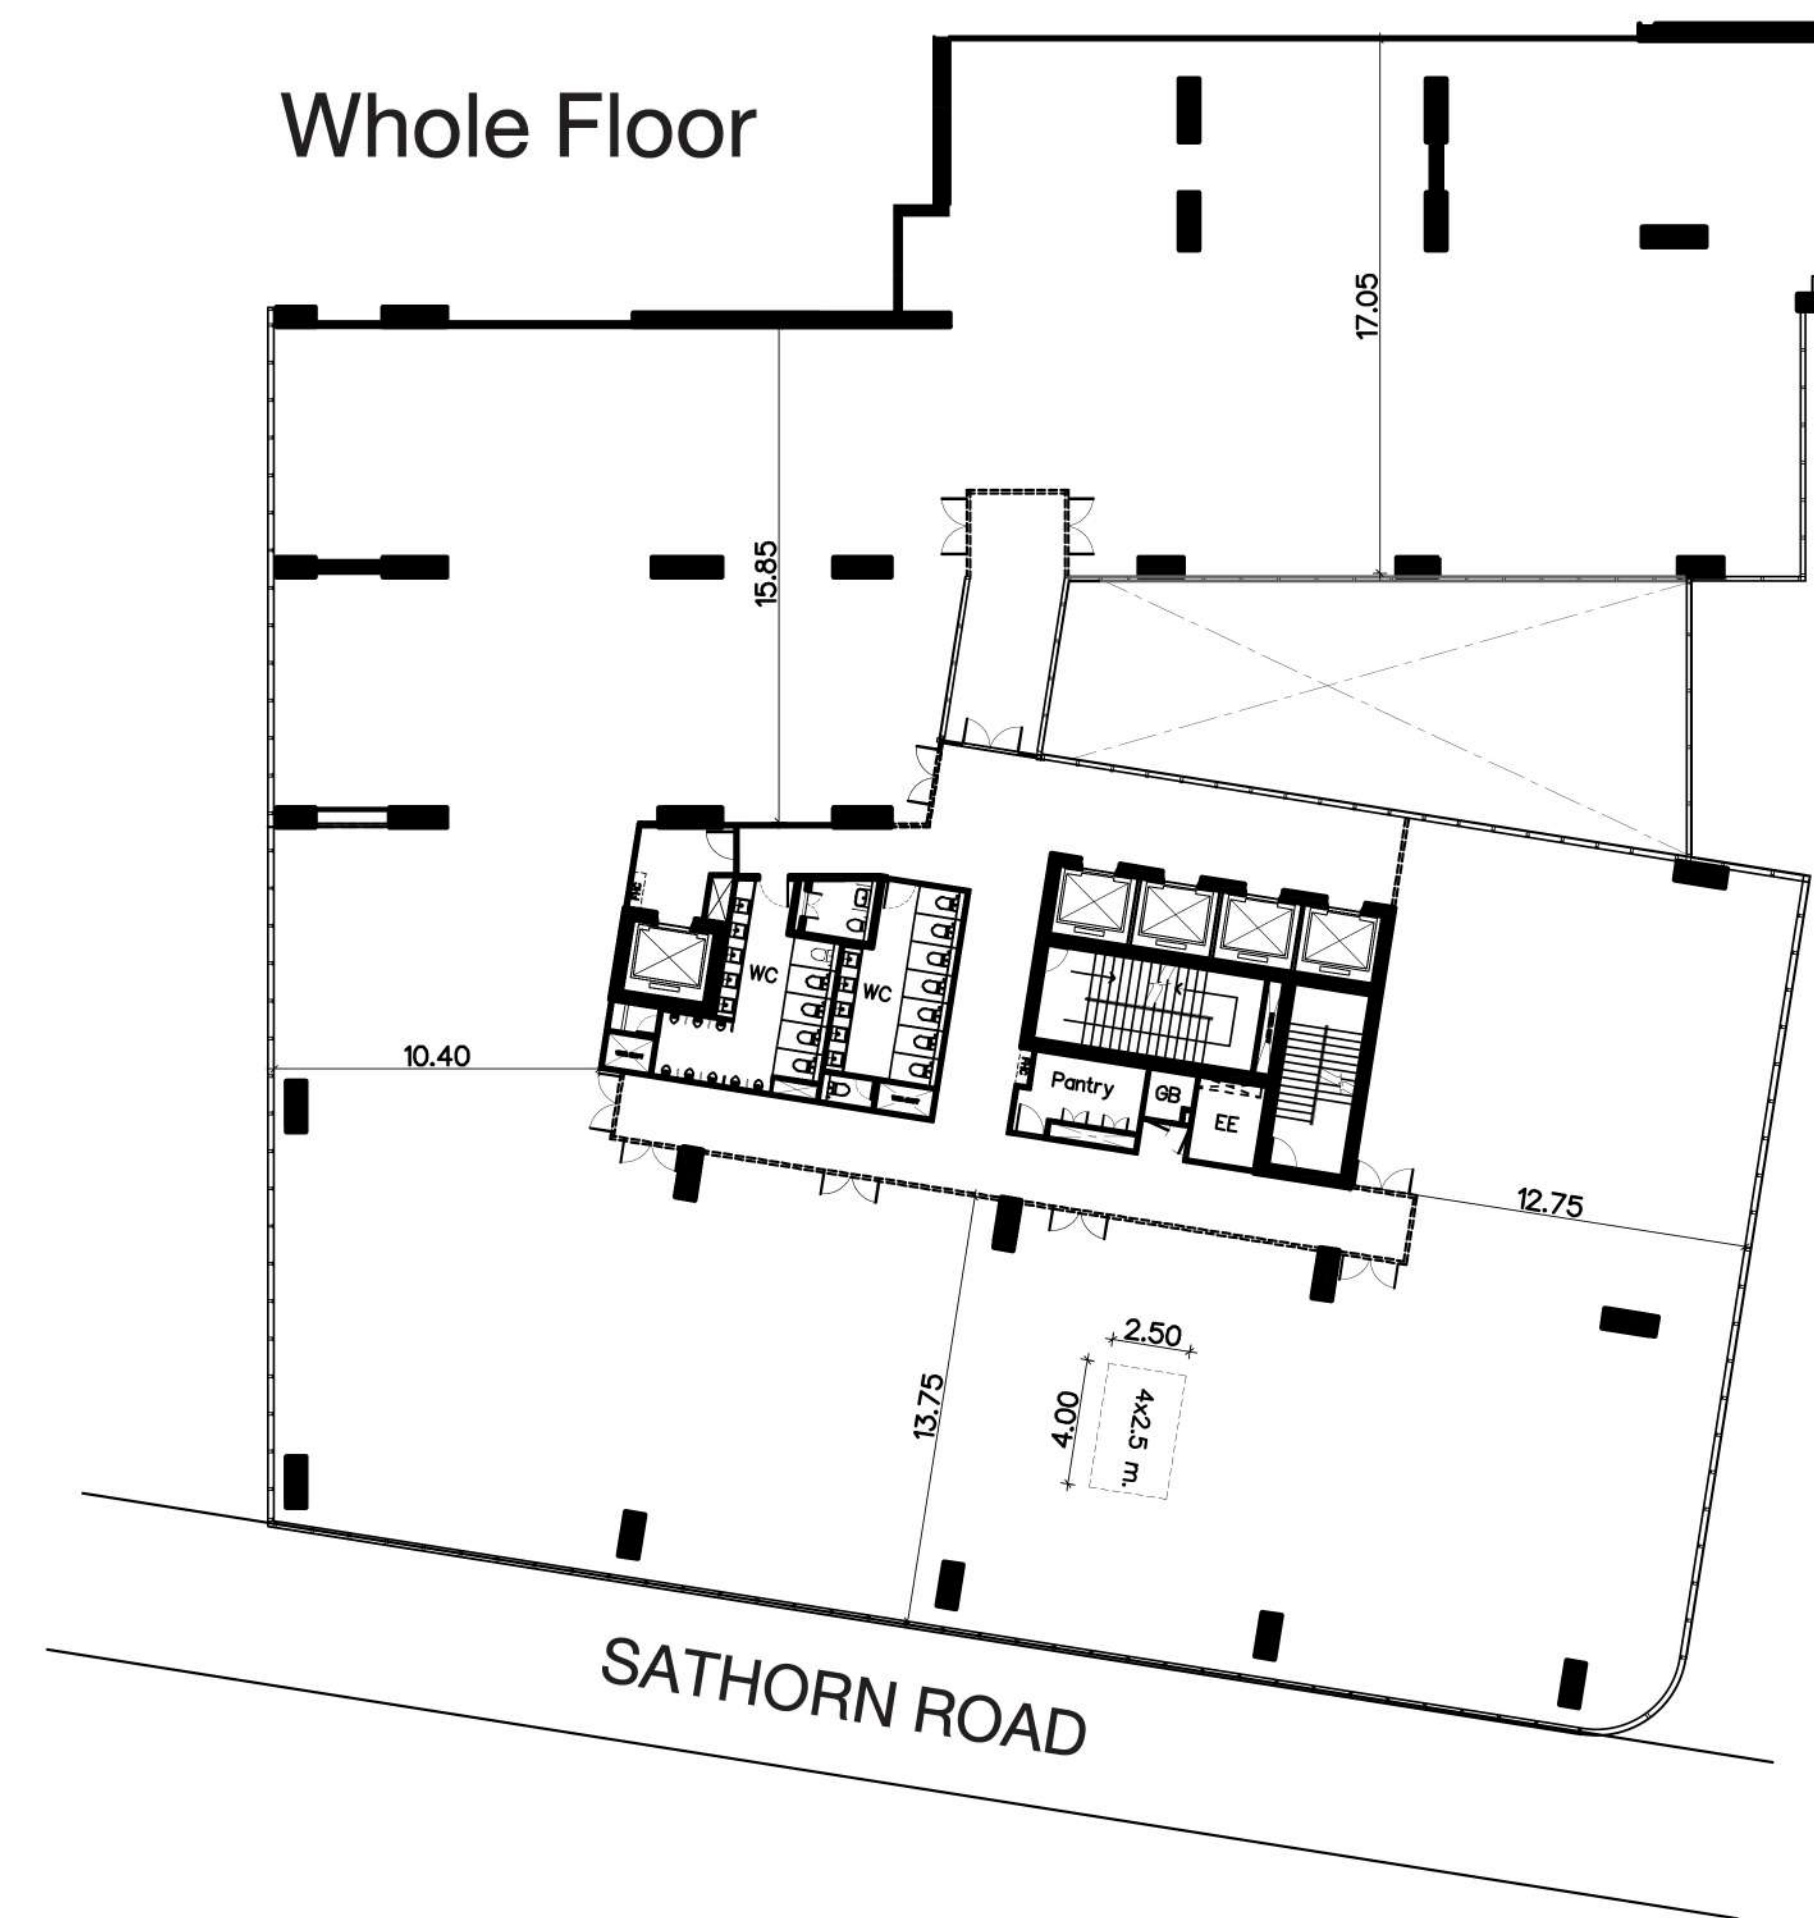 Whole Floor
17.05
15.85
WC
WC
10.40
Pantry
GB
EE
12.75
2.50
4.00
4x2.5 m.
13.75
SATHORN ROAD